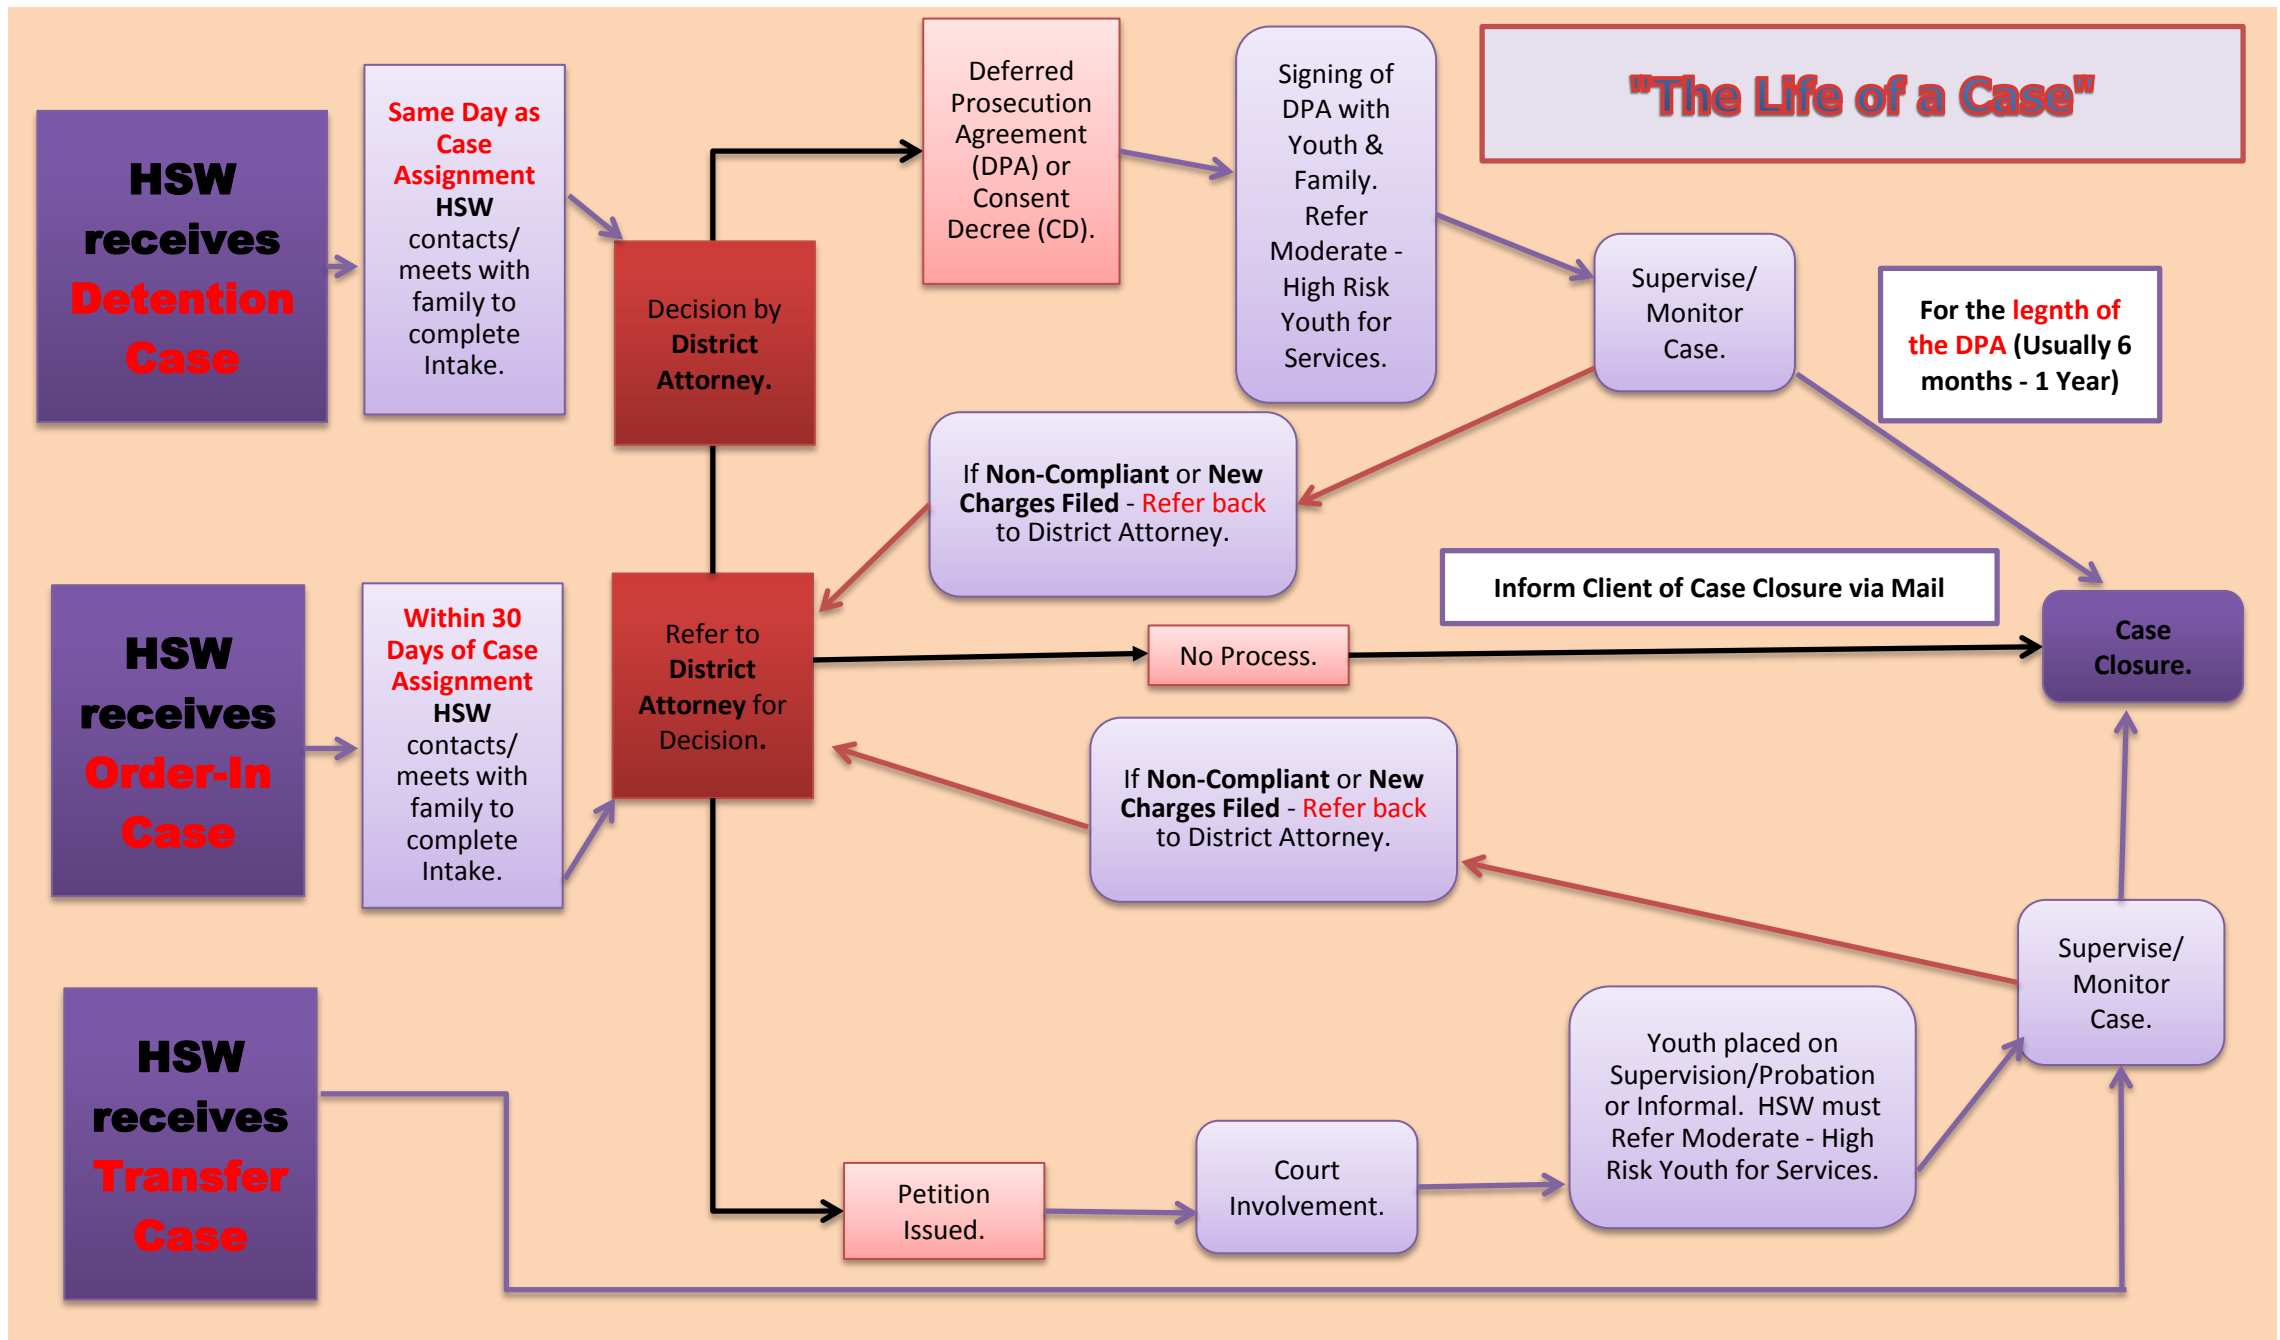 "The Life of a Case"
HSW
receives
Detention
Case
Same Day as
Case
Assignment
HSW
contacts/
meets with
family to
complete
Intake.
Decision by
District
Attorney.
Deferred
Prosecution
Agreement
(DPA) or
Consent
Decree (CD).
Signing of
DPA with
Youth &
Family.
Refer
Moderate -
High Risk
Youth for
Services.
Supervise/
Monitor
Case.
For the legnth of
the DPA (Usually 6
months - 1 Year)
If Non-Compliant or New
Charges Filed - Refer back
to District Attorney.
Inform Client of Case Closure via Mail
HSW
receives
Order-In
Case
Within 30
Days of Case
Assignment
HSW
contacts/
meets with
family to
complete
Intake.
Refer to
District
Attorney for
Decision.
No Process.
Case
Closure.
If Non-Compliant or New
Charges Filed - Refer back
to District Attorney.
Supervise/
Monitor
Case.
HSW
receives
Transfer
Case
Petition
Issued.
Court
Involvement.
Youth placed on
Supervision/Probation
or Informal.  HSW must
Refer Moderate - High
Risk Youth for Services.